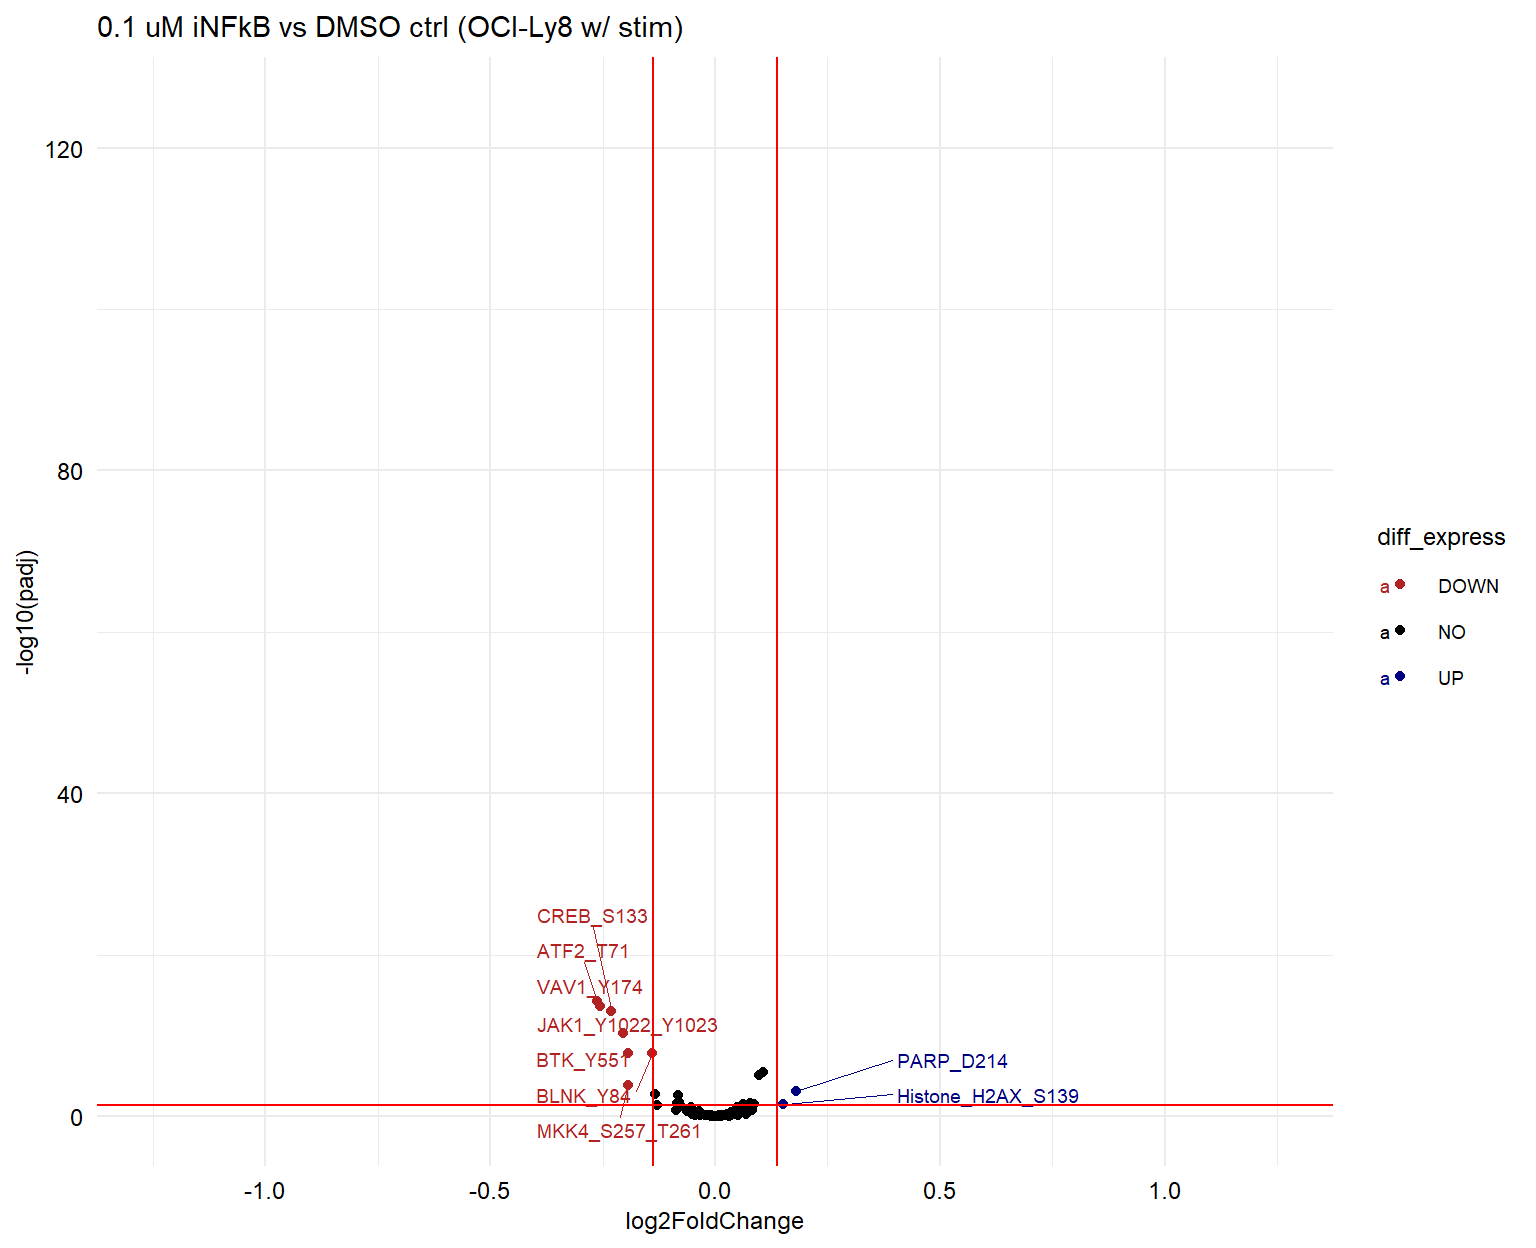 0.1 uM iNFkB vs DMSO ctrl (OCI-Ly8 w/ stim)
120
80
40
0
-log10(padj)
CREB_S133
ATF2_T71
VAV1_Y174
JAK1_Y1022_Y1023
BTK_Y551
BLNK_Y84
MKK4_S257_T261
PARP_D214
Histone_H2AX_S139
-1.0
-0.5
0.0
0.5
1.0
log2FoldChange
diff_express
a DOWN
a NO
a UP